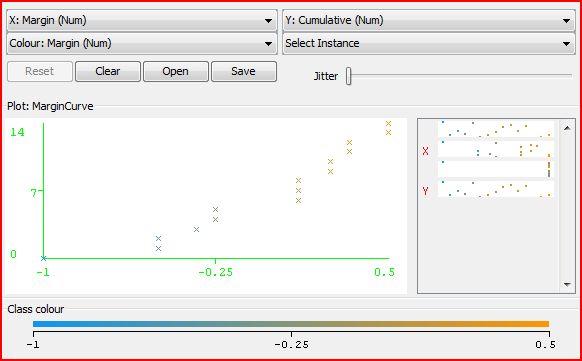 X: Margin (Num) Y: Cumulative (Num)
Colour: Margin (Num) Select Instance
Reset Clear Open Save Jitter
Plot: MarginCurve
14
X
7
Y
0
-1 -0.25 0.5
Class colour
-1 -0.25 0.5